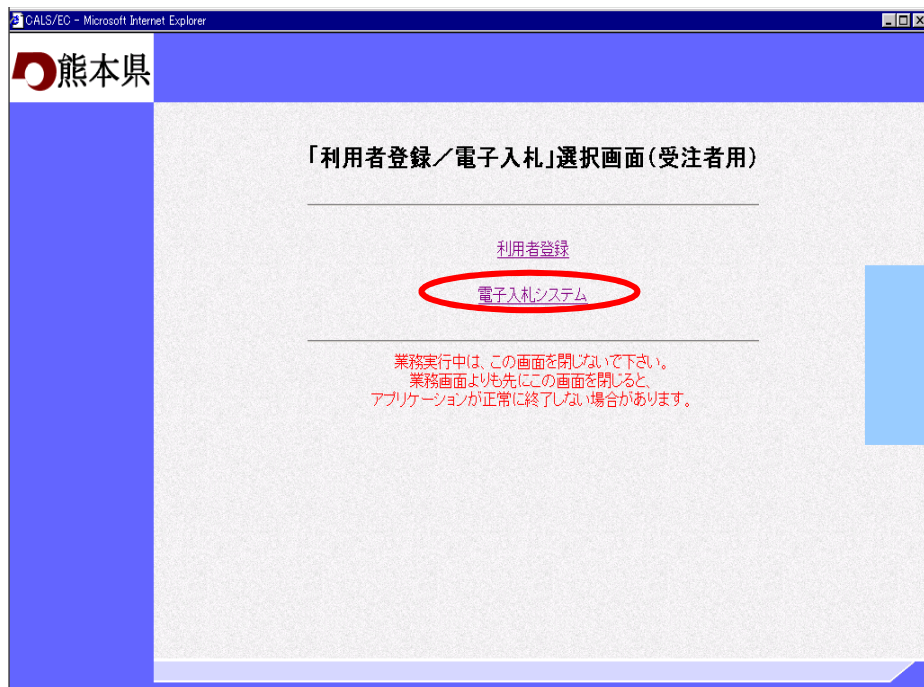 CALS/EC - Microsoft Internet Explorer
熊本県
「利用者登録／電子入札」選択画面（受注者用）
利用者登録
電子入札システム
業務実行中は、この画面を閉じないで下さい。
業務画面よりも先にこの画面を閉じると、
アプリケーションが正常に終了しない場合があります。